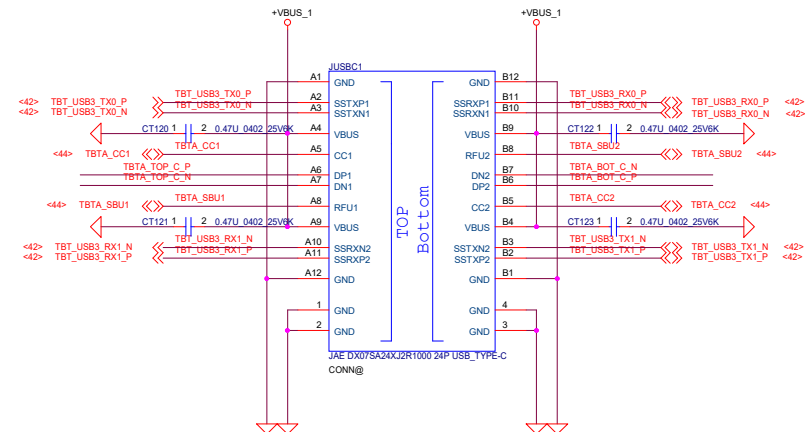 +VBUS_1 +VBUS_1
JUSBC1
A1 GND GND B12
<42> TBT_USB3_TX0_P TBT_USB3_TX0_P A2 SSTXP1 SSRXP1 B11 TBT_USB3_RX0_P TBT_USB3_RX0_P <42>
<42> TBT_USB3_TX0_N TBT_USB3_TX0_N A3 SSTXN1 SSRXN1 B10 TBT_USB3_RX0_N TBT_USB3_RX0_N <42>
CT120 1 2 0.47U_0402_25V6K A4 VBUS VBUS B9 CT122 1 2 0.47U_0402_25V6K
<44> TBTA_CC1 TBTA_CC1 A5 CC1 RFU2 B8 TBTA_SBU2 TBTA_SBU2 <44>
TBTA_TOP_C_P A6 DP1 DN2 B7 TBTA_BOT_C_N
TBTA_TOP_C_N A7 DN1 DP2 B6 TBTA_BOT_C_P
<44> TBTA_SBU1 TBTA_SBU1 A8 RFU1 CC2 B5 TBTA_CC2 TBTA_CC2 <44>
CT121 1 2 0.47U_0402_25V6K A9 VBUS VBUS B4 CT123 1 2 0.47U_0402_25V6K
<42> TBT_USB3_RX1_N TBT_USB3_RX1_N A10 SSRXN2 SSTXN2 B3 TBT_USB3_TX1_N TBT_USB3_TX1_N <42>
<42> TBT_USB3_RX1_P TBT_USB3_RX1_P A11 SSRXP2 SSTXP2 B2 TBT_USB3_TX1_P TBT_USB3_TX1_P <42>
A12 GND GND B1
TOP
Bottom
1 GND GND 4
2 GND GND 3
JAE DX07SA24XJ2R1000 24P USB_TYPE-C
CONN@